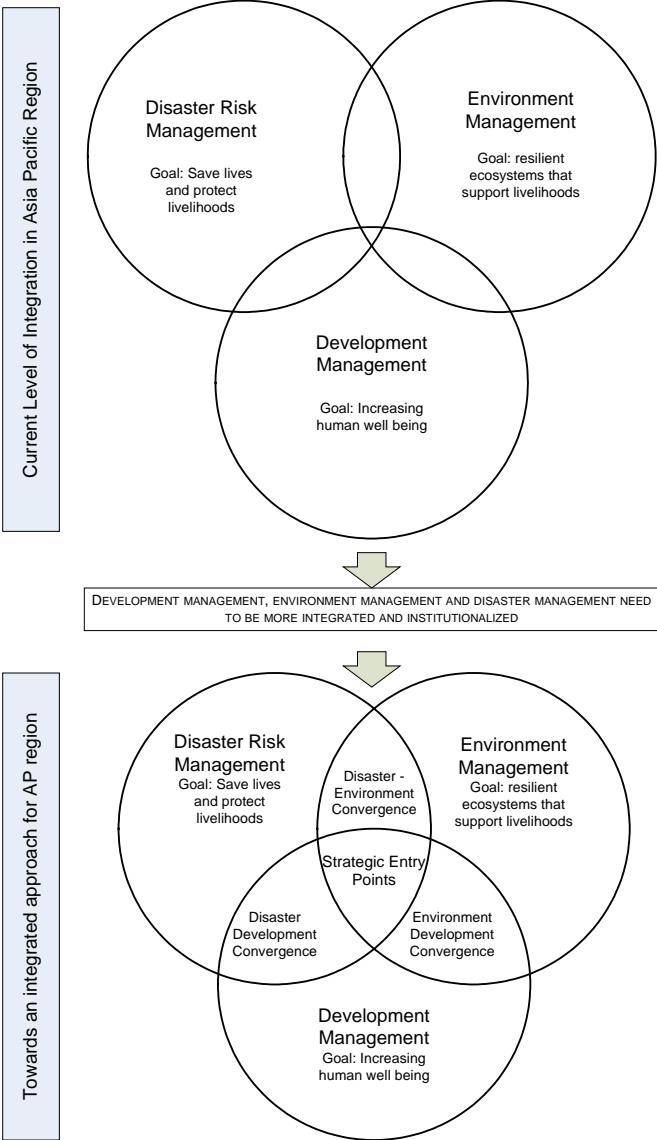 Current Level of Integration in Asia Pacific Region
Disaster Risk
Management
Goal: Save lives
and protect
livelihoods
Environment
Management
Goal: resilient
ecosystems that
support livelihoods
Development
Management
Goal: Increasing
human well being
DEVELOPMENT MANAGEMENT, ENVIRONMENT MANAGEMENT AND DISASTER MANAGEMENT NEED
TO BE MORE INTEGRATED AND INSTITUTIONALIZED
Towards an integrated approach for AP region
Disaster Risk
Management
Goal: Save lives
and protect
livelihoods
Disaster -
Environment
Convergence
Environment
Management
Goal: resilient
ecosystems that
support livelihoods
Strategic Entry
Points
Disaster
Development
Convergence
Environment
Development
Convergence
Development
Management
Goal: Increasing
human well being